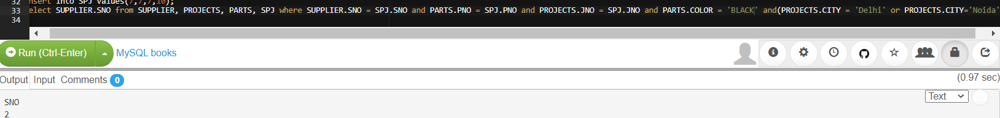 32 nsert into SPJ values(7,7,7,10);
33 elect SUPPLIER.SNO from SUPPLIER, PROJECTS, PARTS, SPJ where SUPPLIER.SNO = SPJ.SNO and PARTS.PNO = SPJ.PNO and PROJECTS.JNO = SPJ.JNO and PARTS.COLOR = 'BLACK' and(PROJECTS.CITY = 'Delhi' or PROJECTS.CITY='Noida'
34
Run (Ctrl-Enter) MySQL books
Output Input Comments 0 (0.97 sec)
Text
SNO
2